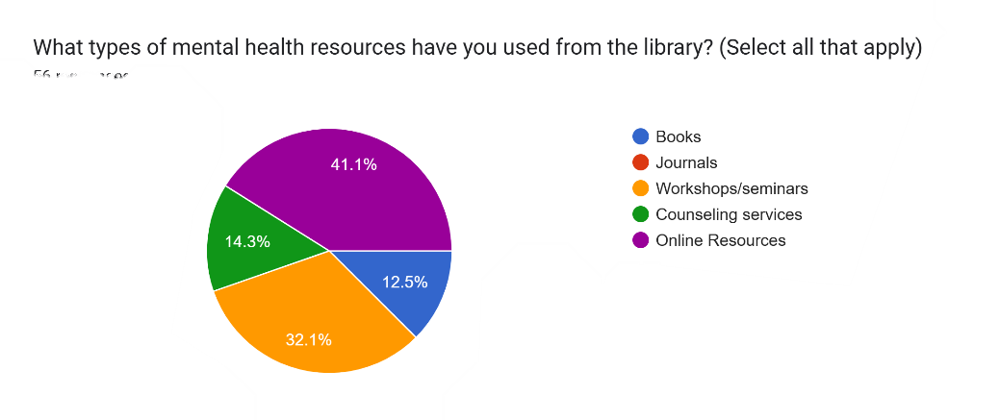 What types of mental health resources have you used from the library? (Select all that apply)
56
41.1%
14.3%
12.5%
32.1%
Books
Journals
Workshops/seminars
Counseling services
Online Resources